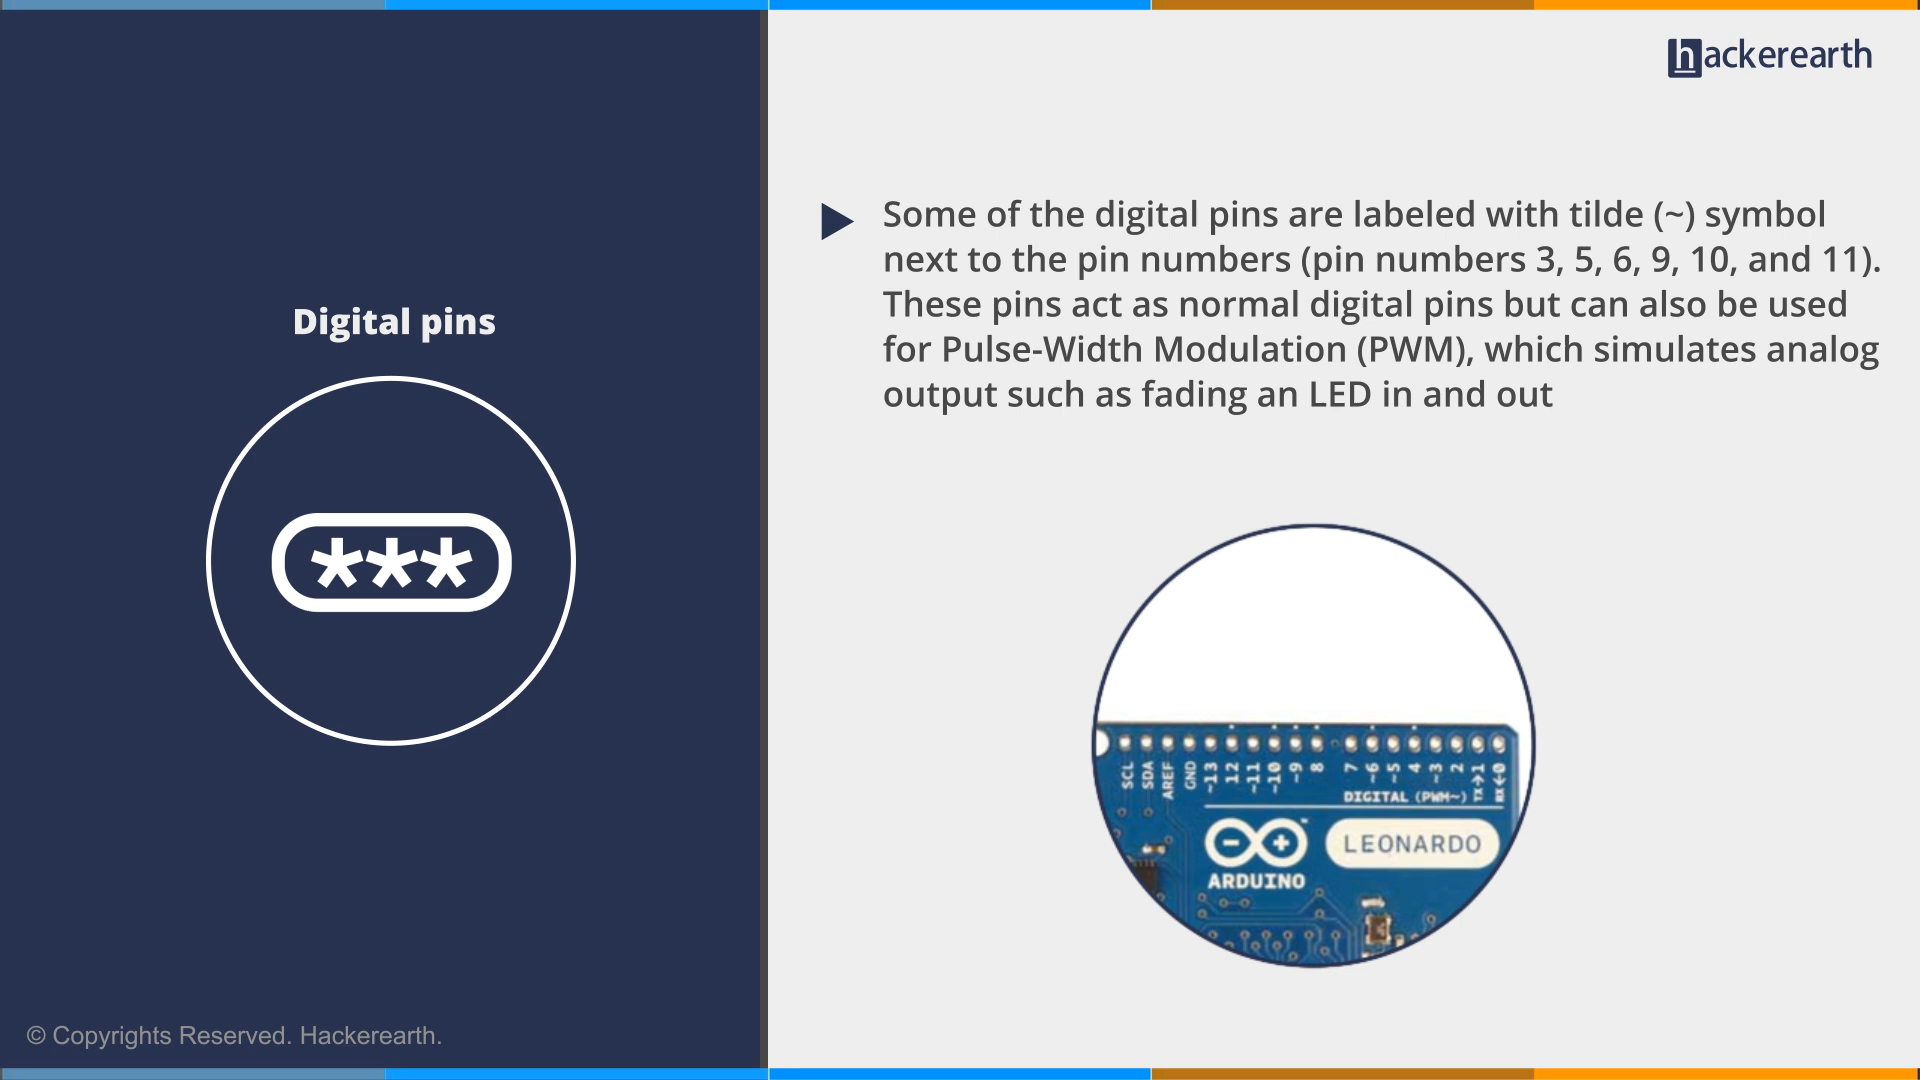 hackerearth
Digital pins
***
Some of the digital pins are labeled with tilde (~) symbol
next to the pin numbers (pin numbers 3, 5, 6, 9, 10, and 11).
These pins act as normal digital pins but can also be used
for Pulse-Width Modulation (PWM), which simulates analog
output such as fading an LED in and out
SCL SDA AREF GND ~13 12 ~11 ~10 ~9 8 7 ~6 ~5 4 ~3 2 TX→1 RX←0
DIGITAL (PWM~)
ARDUINO
LEONARDO
© Copyrights Reserved. Hackerearth.